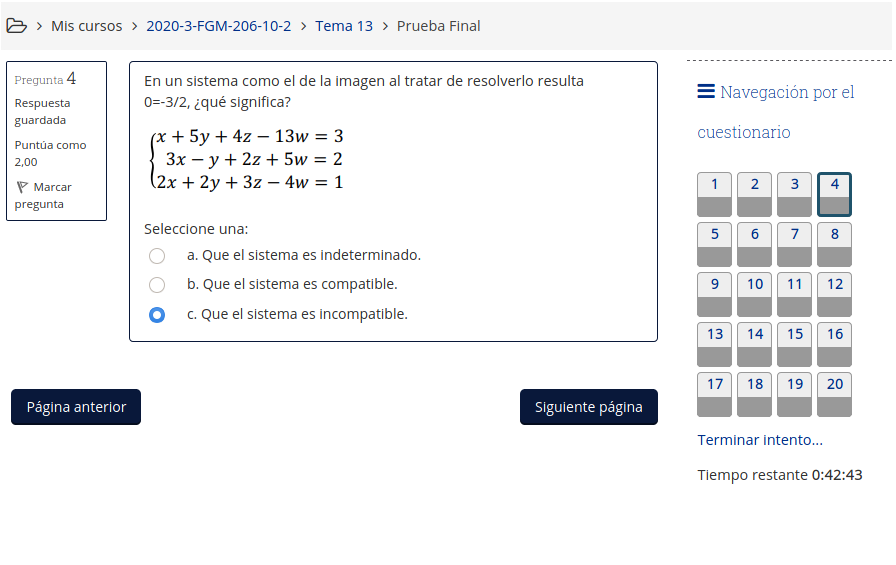 > Mis cursos > 2020-3-FGM-206-10-2 > Tema 13 > Prueba Final
Pregunta 4
Respuesta
guardada
Puntúa como
2,00
Marcar
pregunta
En un sistema como el de la imagen al tratar de resolverlo resulta
0=-3/2, ¿qué significa?
x + 5y + 4z − 13w = 3
3x − y + 2z + 5w = 2
2x + 2y + 3z − 4w = 1
Seleccione una:
a. Que el sistema es indeterminado.
b. Que el sistema es compatible.
c. Que el sistema es incompatible.
Página anterior
Siguiente página
Navegación por el
cuestionario
1 2 3 4
5 6 7 8
9 10 11 12
13 14 15 16
17 18 19 20
Terminar intento...
Tiempo restante 0:42:43